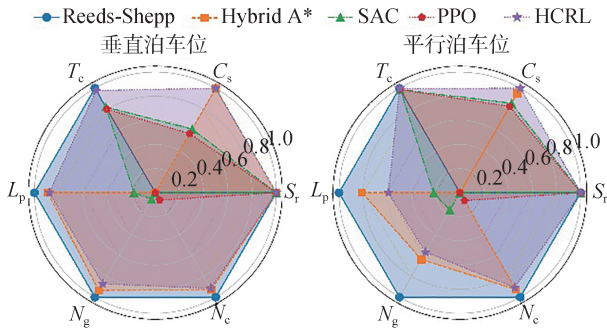 Reeds-Shepp Hybrid A* SAC PPO HCRL
垂直泊车位 平行泊车位
Tc Cs Tc Cs
0.2 0.4 0.6 0.8 1.0 0.2 0.4 0.6 0.8 1.0
Lp Sr Lp Sr
Ng Nc Ng Nc